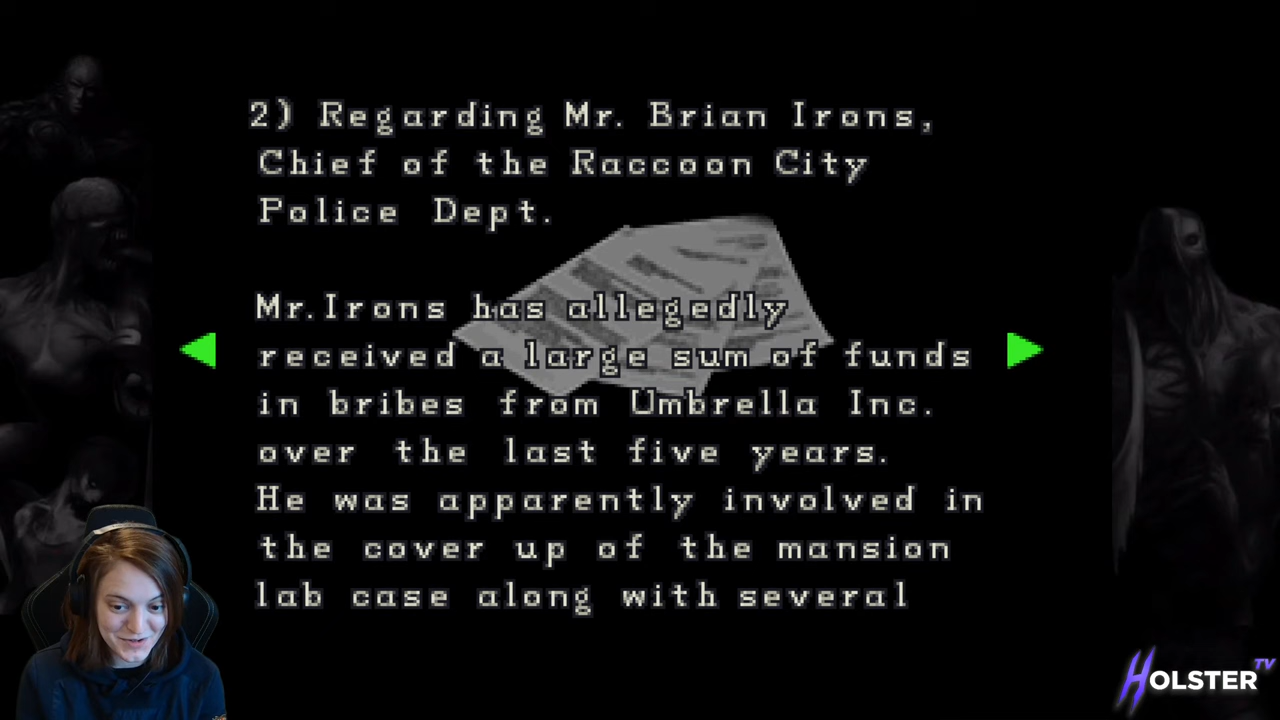 2) Regarding Mr. Brian Irons,
Chief of the Raccoon City
Police Dept.
Mr.Irons has allegedly
received a large sum of funds
in bribes from Umbrella Inc.
over the last five years.
He was apparently involved in
the cover up of the mansion
lab case along with several
HOLSTER TV